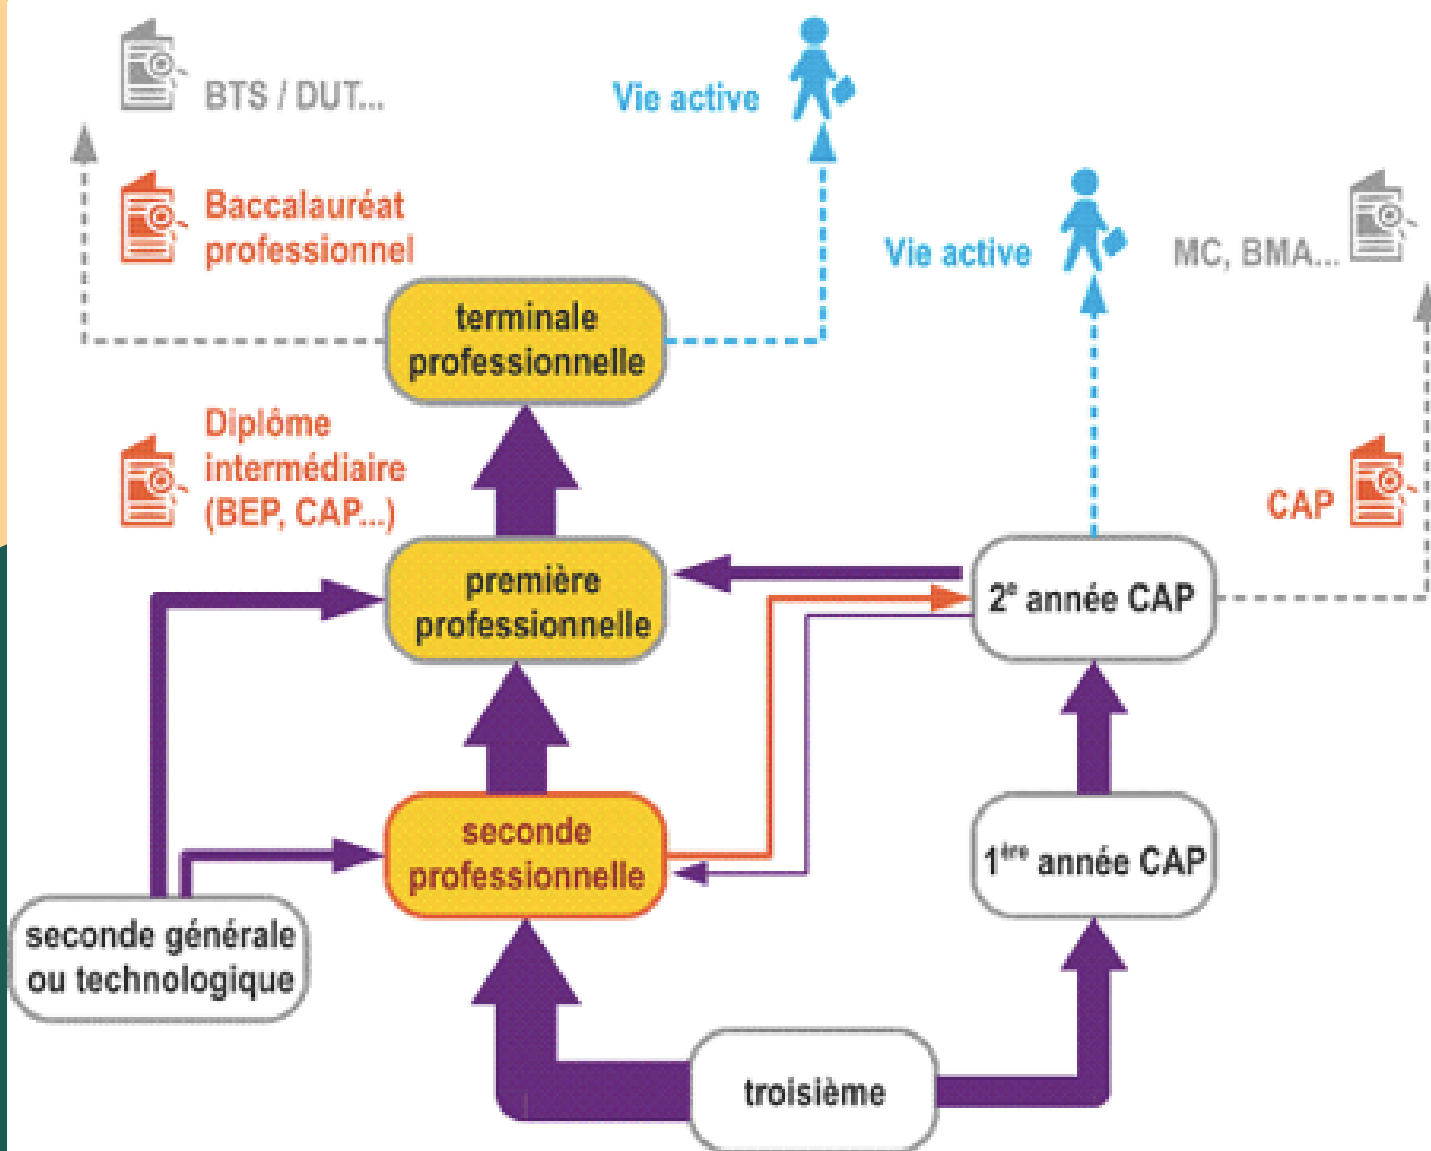 BTS / DUT...
Vie active
Baccalauréat
professionnel
Vie active
MC, BMA...
terminale
professionnelle
Diplôme
intermédiaire
(BEP, CAP...)
CAP
première
professionnelle
2e année CAP
seconde
professionnelle
1ère année CAP
seconde générale
ou technologique
troisième